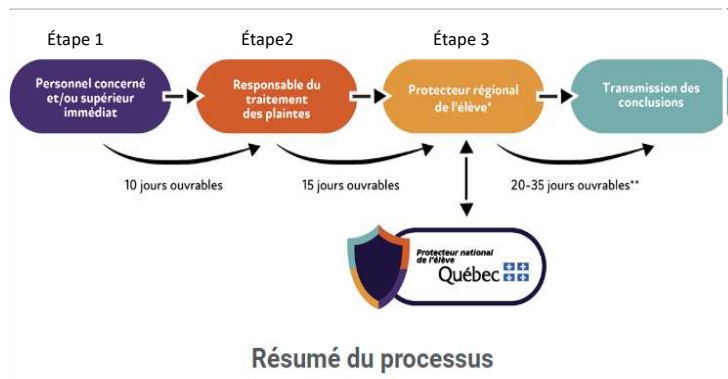 Étape 1
Étape2
Étape 3
Personnel concerné
et/ou supérieur
immédiat
Responsable du
traitement
des plaintes
Protecteur régional
de l'élève*
Transmission des
conclusions
10 jours ouvrables
15 jours ouvrables
20-35 jours ouvrables**
Protecteur national
de l'élève
Québec
Résumé du processus